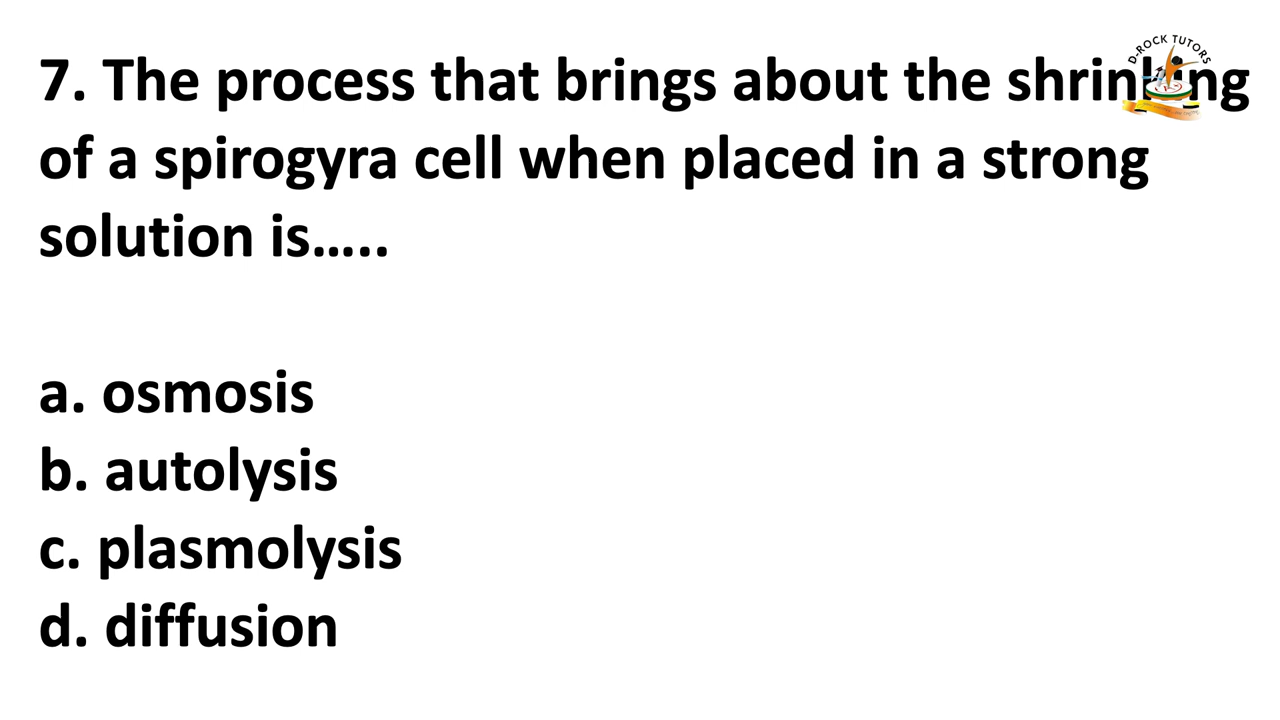 D-ROCK TUTORS
7. The process that brings about the shrinking
of a spirogyra cell when placed in a strong
solution is.....

a. osmosis
b. autolysis
c. plasmolysis
d. diffusion